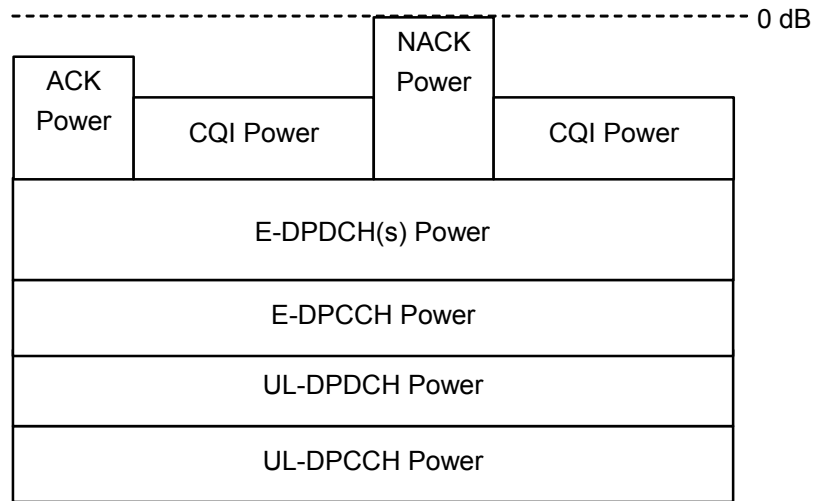 0 dB
NACK
Power
ACK
Power
CQI Power
CQI Power
E-DPDCH(s) Power
E-DPCCH Power
UL-DPDCH Power
UL-DPCCH Power